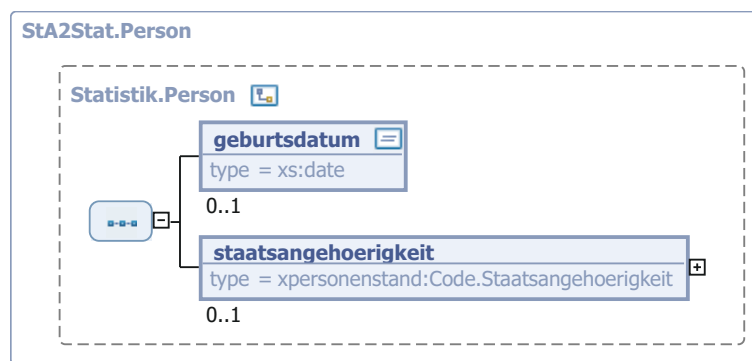 StA2Stat.Person
Statistik.Person
geburtsdatum
type = xs:date
0..1
staatsangehoerigkeit
type = xpersonenstand:Code.Staatsangehoerigkeit
0..1